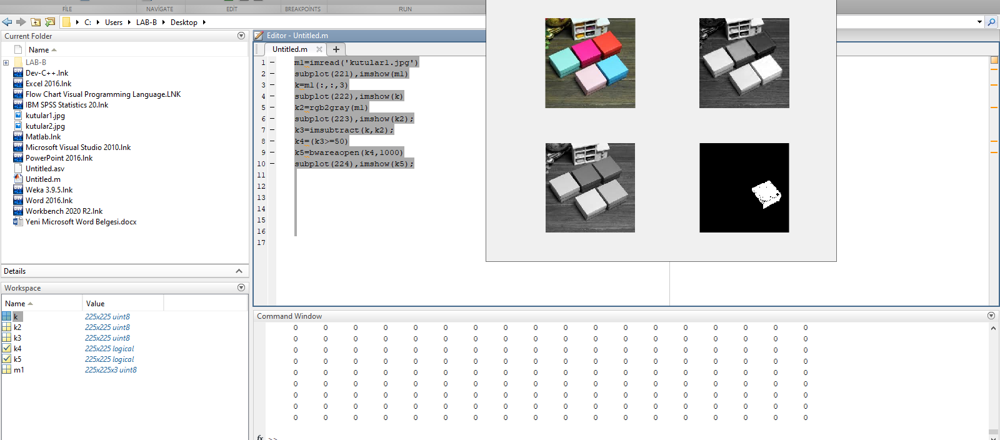 FILE NAVIGATE EDIT BREAKPOINTS RUN
C: Users LAB-B Desktop
Current Folder
Name
LAB-B
Dev-C++.lnk
Excel 2016.lnk
Flow Chart Visual Programming Language.LNK
IBM SPSS Statistics 20.lnk
kutular1.jpg
kutular2.jpg
Matlab.lnk
Microsoft Visual Studio 2010.lnk
PowerPoint 2016.lnk
Untitled.asv
Untitled.m
Weka 3.9.5.lnk
Word 2016.lnk
Workbench 2020 R2.lnk
Yeni Microsoft Word Belgesi.docx
Details
Workspace
Name Value
k 225x225 uint8
k2 225x225 uint8
k3 225x225 uint8
k4 225x225 logical
k5 225x225 logical
m1 225x225x3 uint8
Editor - Untitled.m
Untitled.m
1 m1=imread('kutular1.jpg')
2 subplot(221),imshow(m1)
3 k=m1(:,:,3)
4 subplot(222),imshow(k)
5 k2=rgb2gray(m1)
6 subplot(223),imshow(k2);
7 k3=imsubtract(k,k2);
8 k4=(k3>=50)
9 k5=bwareaopen(k4,1000)
10 subplot(224),imshow(k5);
11
12
13
14
15
16
17
Command Window
0 0 0 0 0 0 0 0 0 0 0 0 0 0 0 0 0 0
0 0 0 0 0 0 0 0 0 0 0 0 0 0 0 0 0 0
0 0 0 0 0 0 0 0 0 0 0 0 0 0 0 0 0 0
0 0 0 0 0 0 0 0 0 0 0 0 0 0 0 0 0 0
0 0 0 0 0 0 0 0 0 0 0 0 0 0 0 0 0 0
0 0 0 0 0 0 0 0 0 0 0 0 0 0 0 0 0 0
0 0 0 0 0 0 0 0 0 0 0 0 0 0 0 0 0 0
0 0 0 0 0 0 0 0 0 0 0 0 0 0 0 0 0 0
0 0 0 0 0 0 0 0 0 0 0 0 0 0 0 0 0 0
fx >>